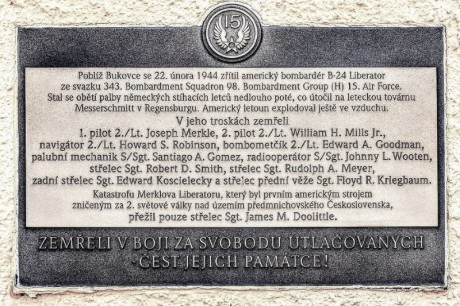 15
Poblíž Bukovce se 22. února 1944 zřítil americký bombardér B-24 Liberator
ze svazku 343. Bombardment Squadron 98. Bombardment Group (H) 15. Air Force.
Stal se obětí palby německých stíhacích letců nedlouho poté, co útočil na leteckou továrnu
Messerschmitt v Regensburgu. Americký letoun explodoval ještě ve vzduchu.
V jeho troskách zemřeli
1. pilot 2./Lt. Joseph Merkle, 2. pilot 2./Lt. William H. Mills Jr.,
navigátor 2./Lt. Howard S. Robinson, bombometčík 2./Lt. Edward A. Goodman,
palubní mechanik S/Sgt. Santiago A. Gomez, radiooperátor S/Sgt. Johnny L. Wooten,
střelec Sgt. Robert D. Smith, střelec Sgt. Rudolph A. Meyer,
zadní střelec Sgt. Edward Koscielecky a střelec přední věže Sgt. Floyd R. Kriegbaum.
Katastrofu Merklova Liberatoru, který byl prvním americkým strojem
zničeným za 2. světové války nad územím předmnichovského Československa,
přežil pouze střelec Sgt. James M. Doolittle.
ZEMŘELI V BOJI ZA SVOBODU UTLAČOVANÝCH
ČEST JEJICH PAMÁTCE!